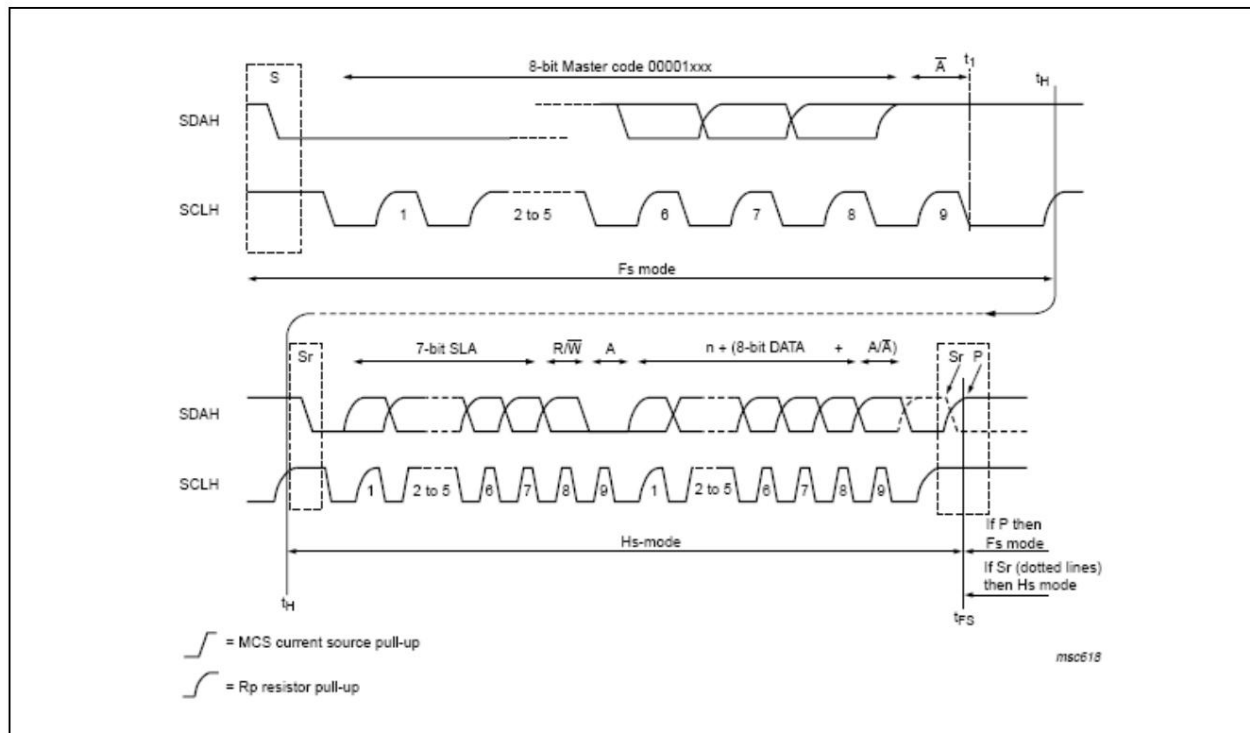 S
8-bit Master code 00001xxx
A̅
t1
tH
SDAH
SCLH
1
2 to 5
6
7
8
9
Fs mode
Sr
7-bit SLA
R/W̅
A
n + (8-bit DATA
+
A/A̅)
Sr
P
SDAH
SCLH
1
2 to 5
6
7
8
9
1
2 to 5
6
7
8
9
Hs-mode
If P then
Fs mode
If Sr (dotted lines)
then Hs mode
tH
tFS
= MCS current source pull-up
= Rp resistor pull-up
msc618